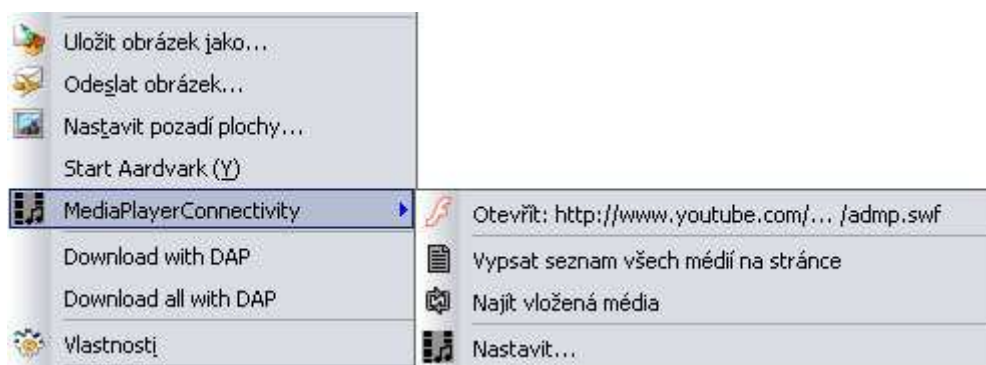 Uložit obrázek jako...
Odeslat obrázek...
Nastavit pozadí plochy...
Start Aardvark (Y)
MediaPlayerConnectivity
Download with DAP
Download all with DAP
Vlastnosti
Otevřít: http://www.youtube.com/... /admp.swf
Vypsat seznam všech médií na stránce
Najít vložená média
Nastavit...